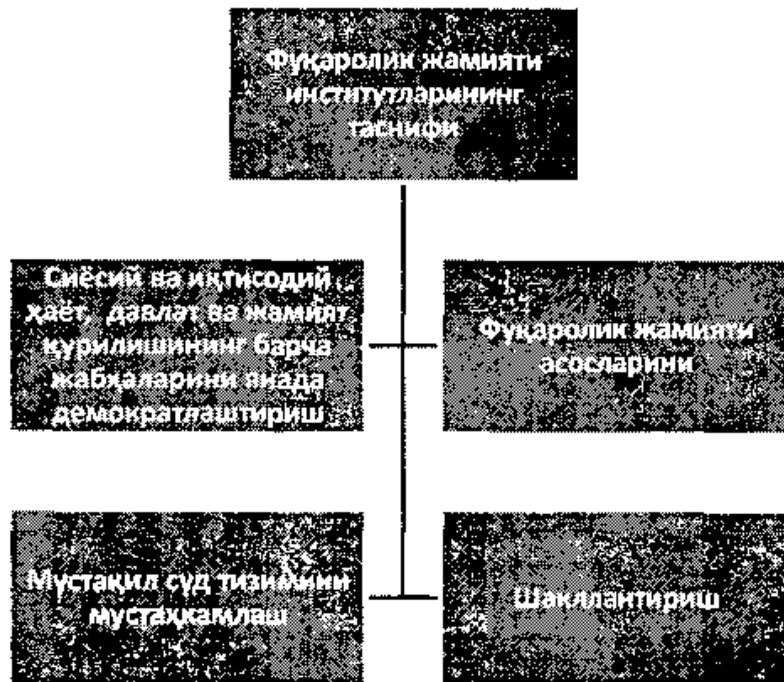 Фуқаролик жамияти
институтларининг
таснифи
Сиёсий ва иқтисодий
ҳаёт, давлат ва жамият
қурилишининг барча
жабҳаларини янада
демократлаштириш
Фуқаролик жамияти
асосларини
Мустақил суд тизимини
мустаҳкамлаш
Шакллантириш